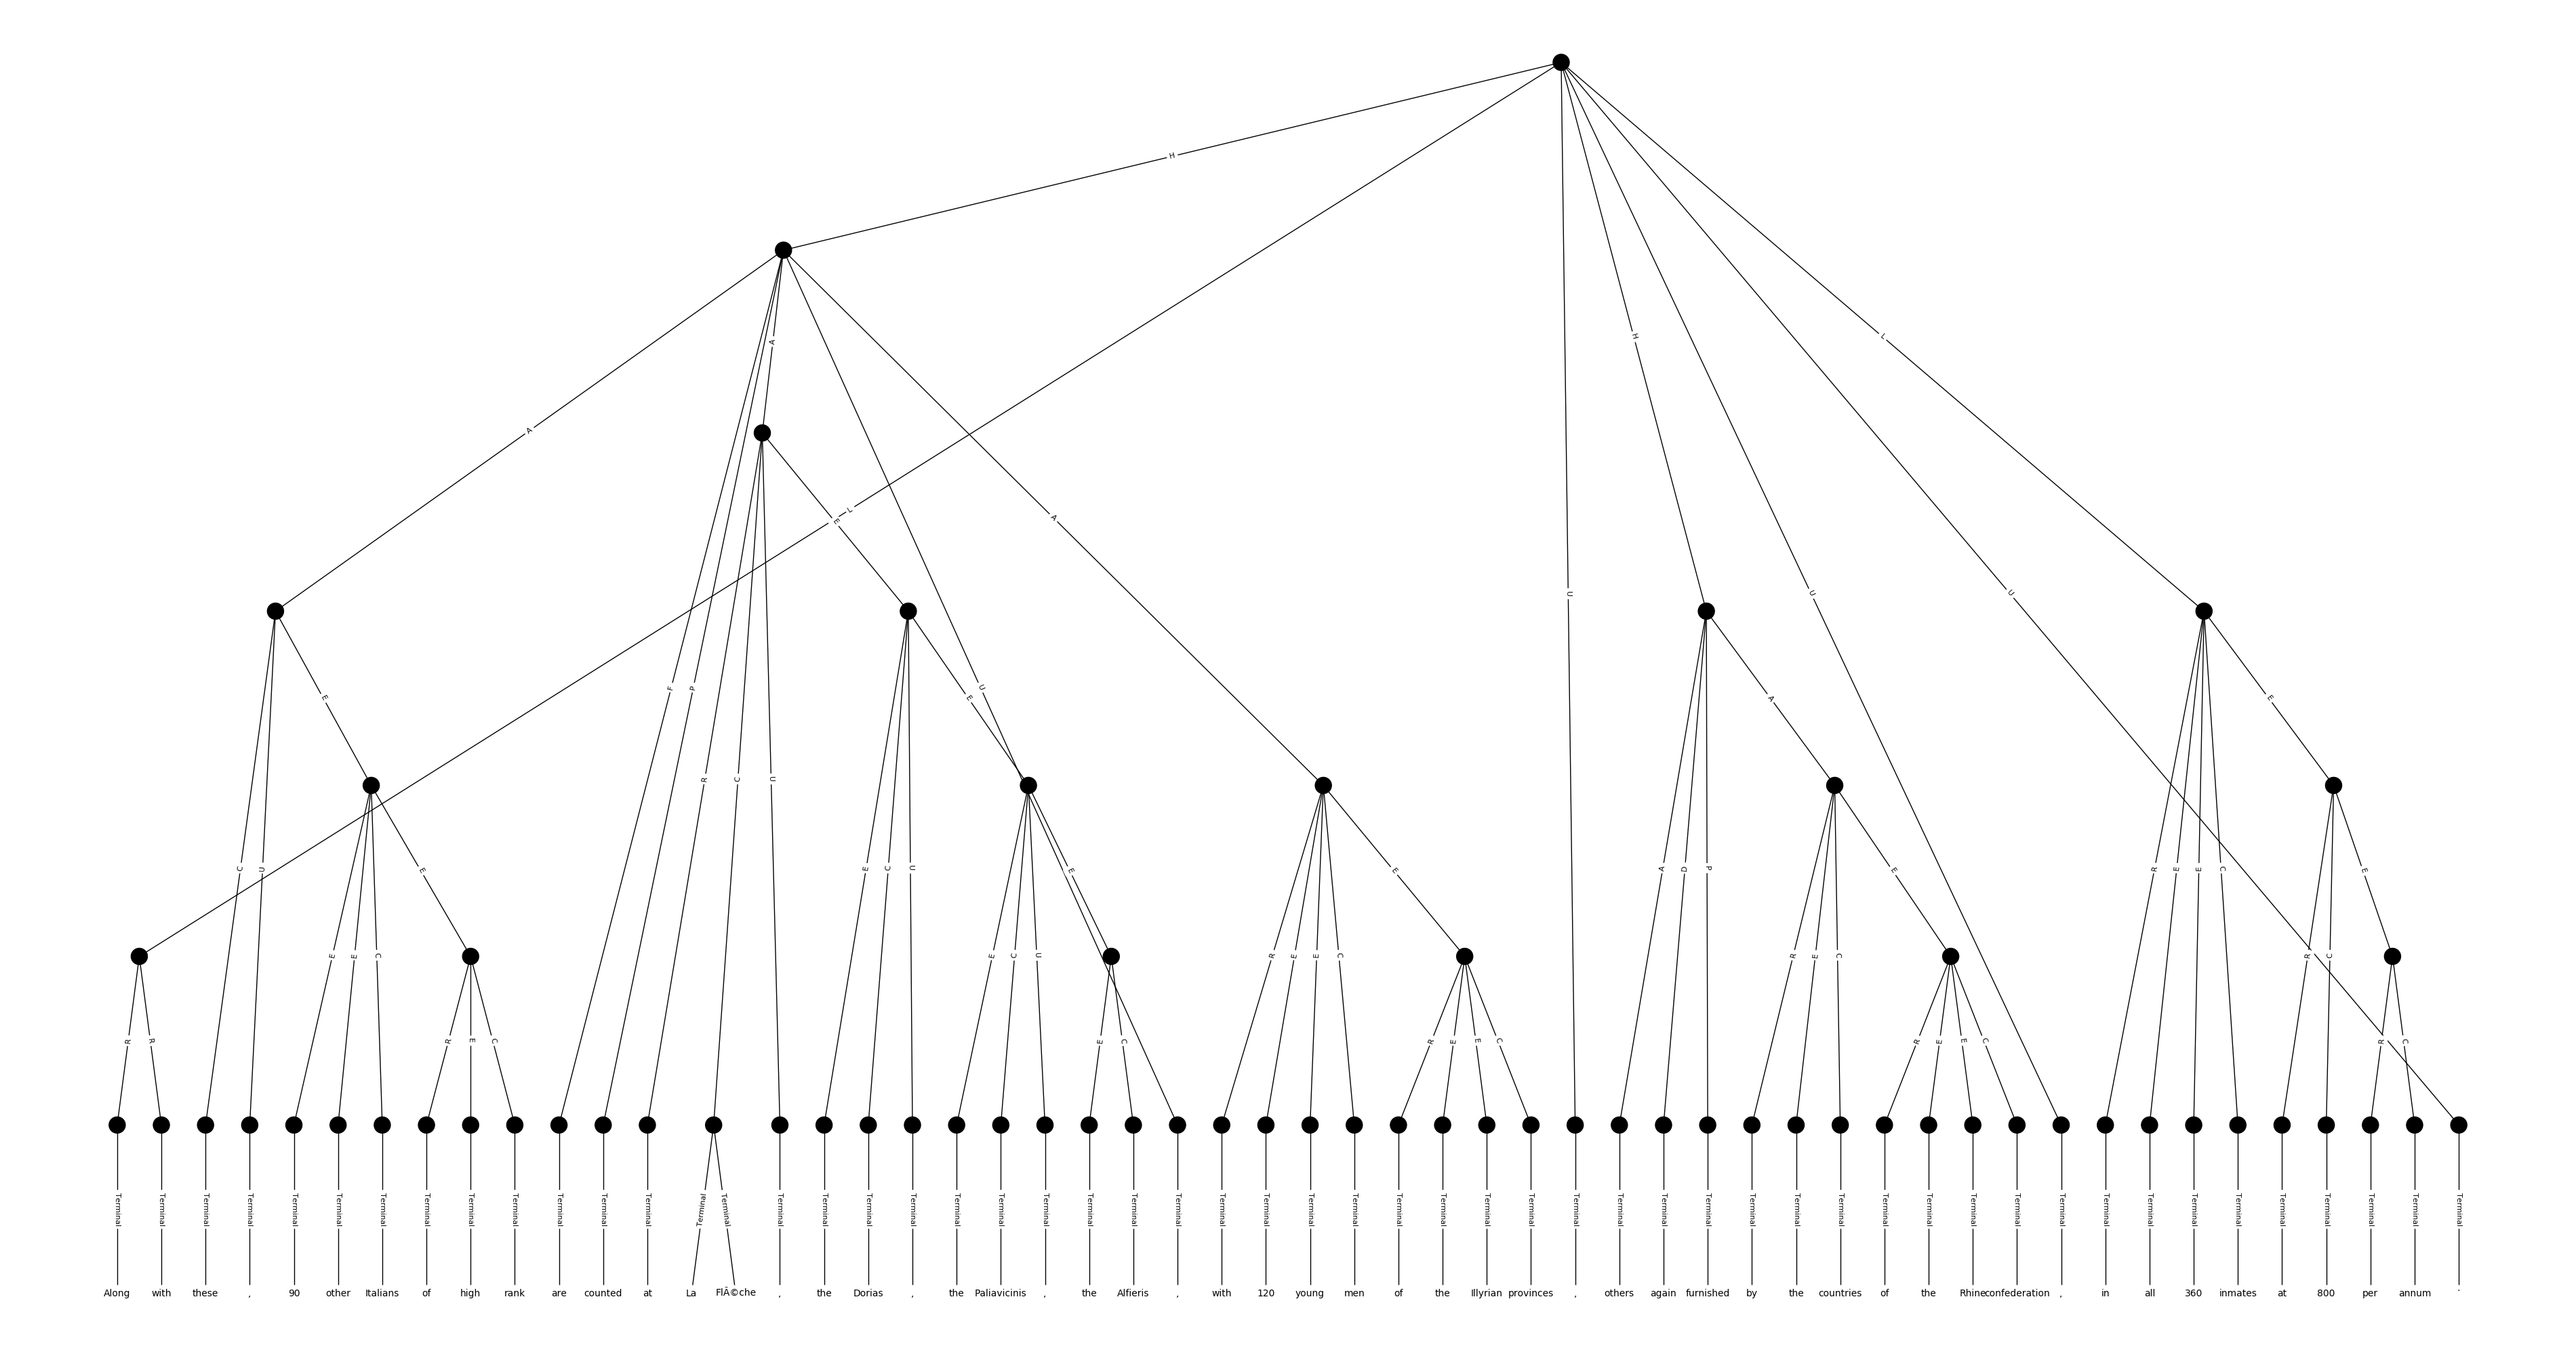 H
H L
A
A
L A
E
U U U
F P U
E E A E
R C U
C U E E C U E E A D P E R E E C E
E E C E C U R E E C R E C R C
R R R E C E C R E E C R E E C R C
Terminal Terminal Terminal Terminal Terminal Terminal Terminal Terminal Terminal Terminal Terminal Terminal Terminal Terminal Terminal Terminal Terminal Terminal Terminal Terminal Terminal Terminal Terminal Terminal Terminal Terminal Terminal Terminal Terminal Terminal Terminal Terminal Terminal Terminal Terminal Terminal Terminal Terminal Terminal Terminal Terminal Terminal Terminal Terminal Terminal Terminal Terminal Terminal Terminal Terminal Terminal Terminal Terminal Terminal
Along with these , 90 other Italians of high rank are counted at La FlÃ©che , the Dorias , the Paliavicinis , the Alfieris , with 120 young men of the Illyrian provinces , others again furnished by the countries of the Rhine confederation , in all 360 inmates at 800 per annum .